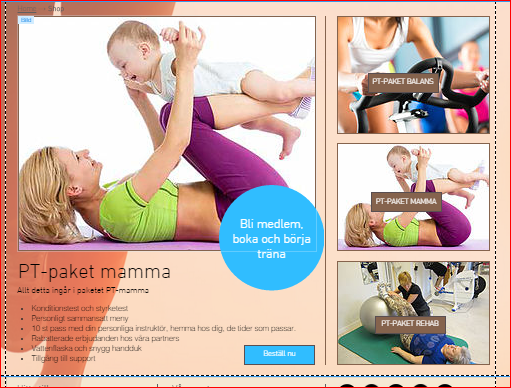 Home → Shop
PT-PAKET BALANS
PT-PAKET MAMMA
Bli medlem,
boka och börja
träna
PT-PAKET REHAB
PT-paket mamma
Allt detta ingår i paketet PT-mamma
Konditionstest och styrketest
Personligt sammansatt meny
10 st pass med din personliga instruktör, hemma hos dig, de tider som passar.
Rabatterade erbjudanden hos våra partners
Vattenflaska och snygg handduk
Tillgång till support
Beställ nu